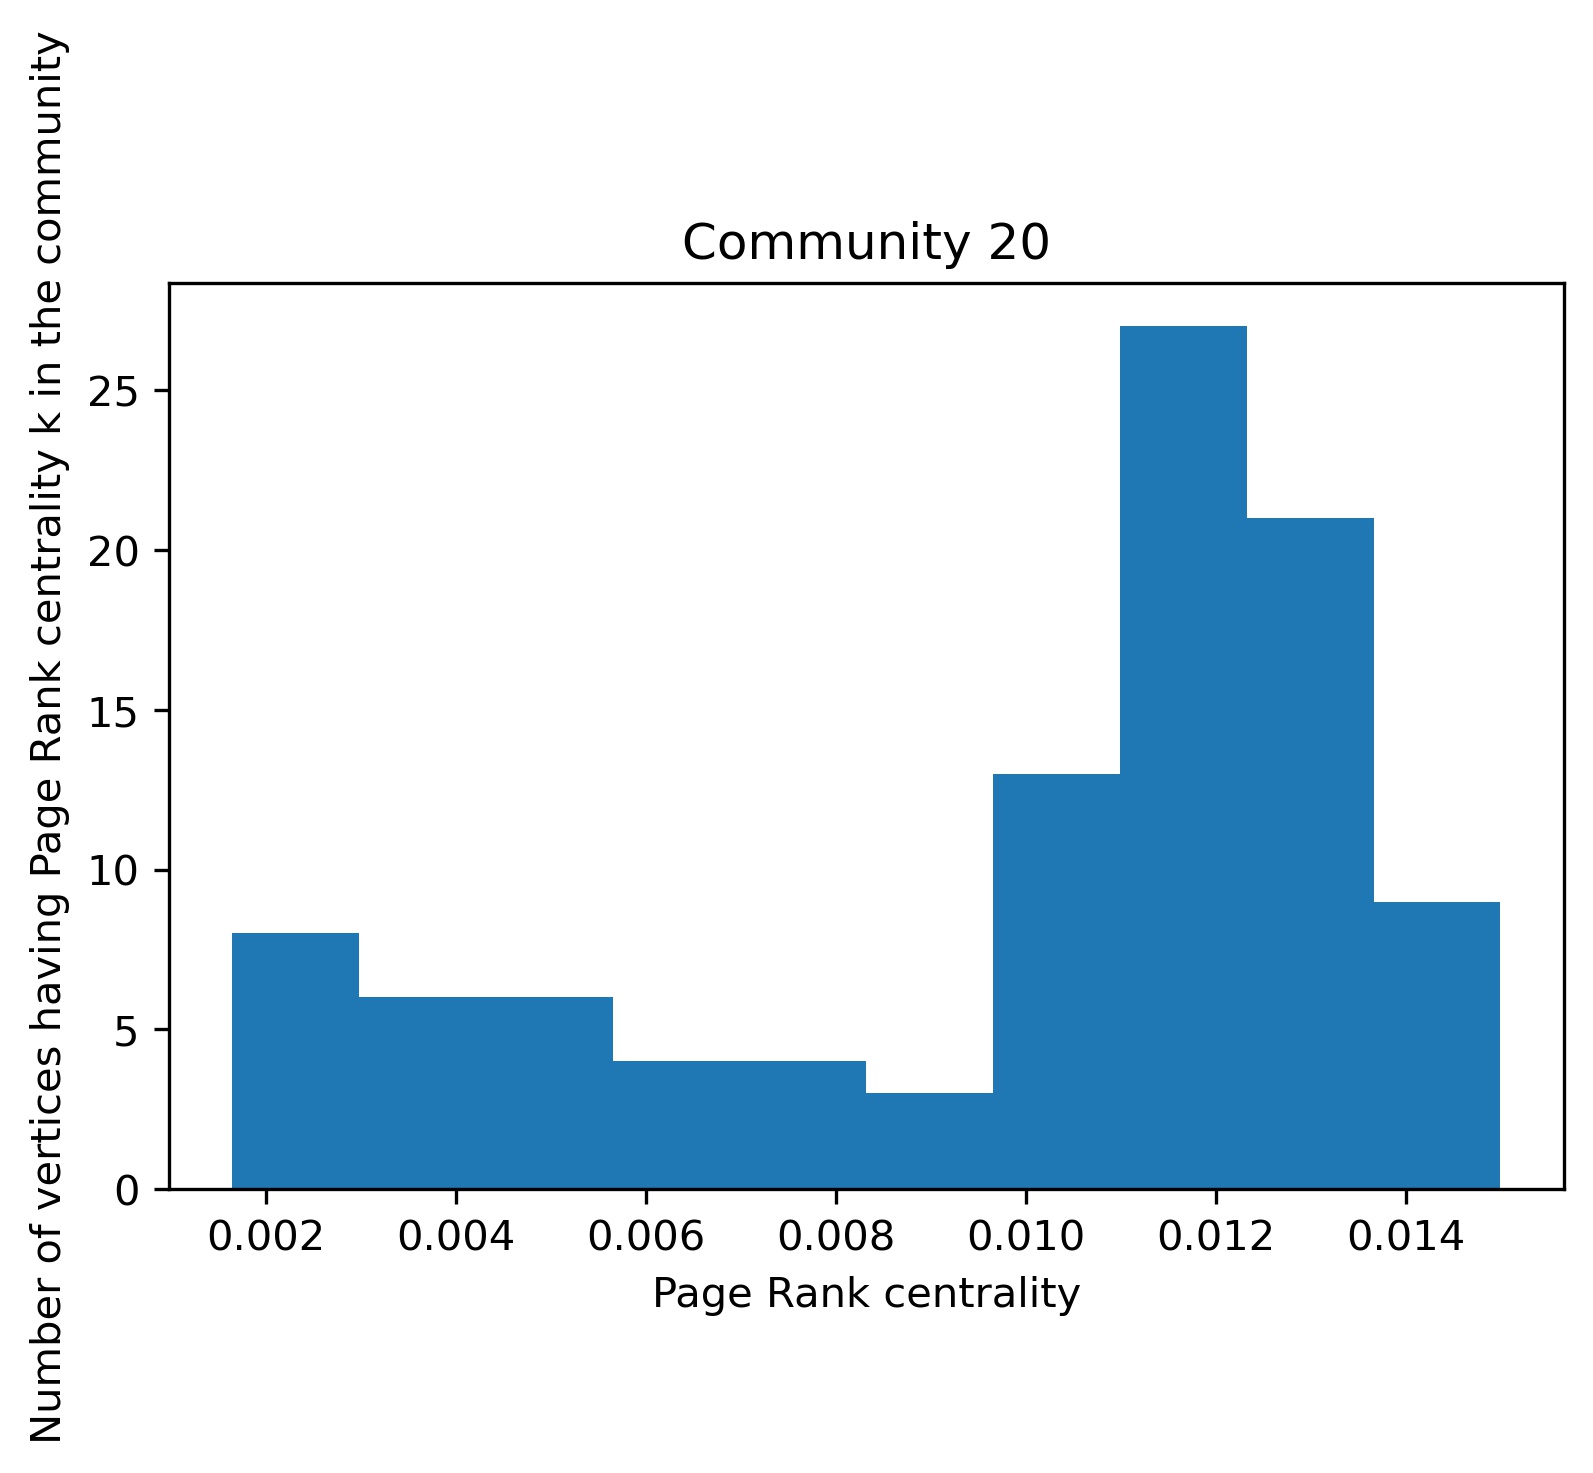 Community 20
Number of vertices having Page Rank centrality k in the community
25
20
15
10
5
0
0.002 0.004 0.006 0.008 0.010 0.012 0.014
Page Rank centrality